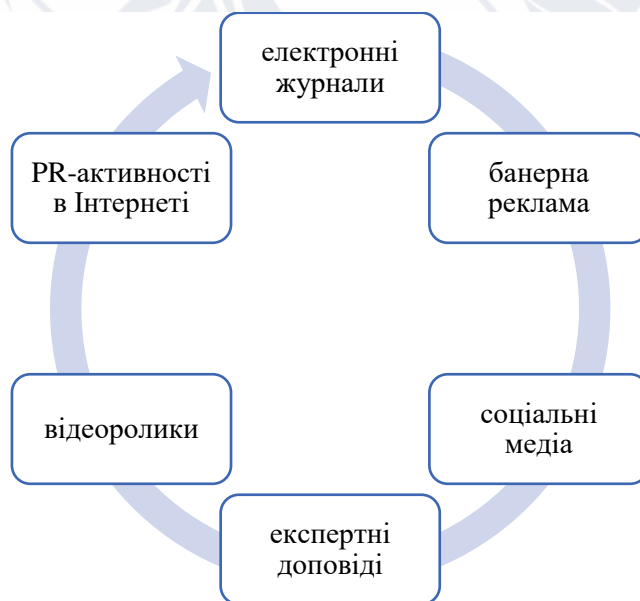 електронні
журнали
банерна
реклама
соціальні
медіа
експертні
доповіді
відеоролики
PR-активності
в Інтернеті